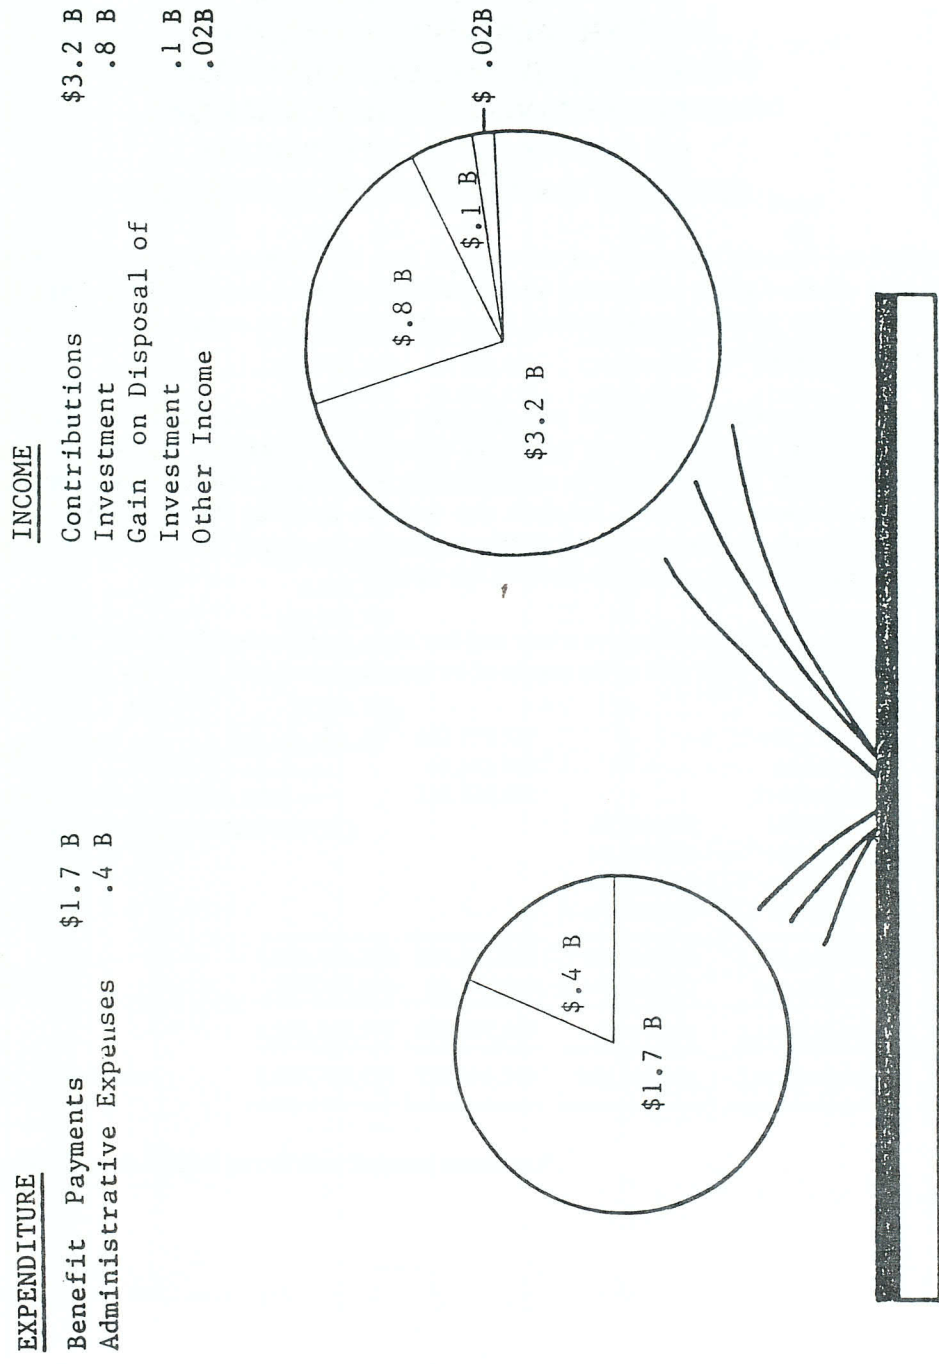 EXPENDITURE
Benefit Payments $1.7 B
Administrative Expenses .4 B
INCOME
Contributions $3.2 B
Investment .8 B
Gain on Disposal of
Investment .1 B
Other Income .02B
$.4 B
$1.7 B
$.8 B
$.1 B
$ .02B
$3.2 B